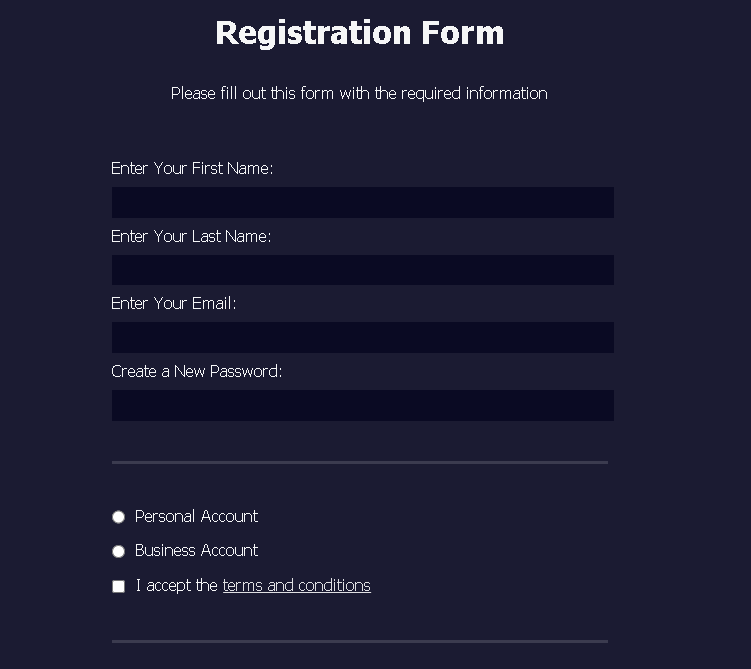 Registration Form
Please fill out this form with the required information
Enter Your First Name:
Enter Your Last Name:
Enter Your Email:
Create a New Password:
Personal Account
Business Account
I accept the terms and conditions